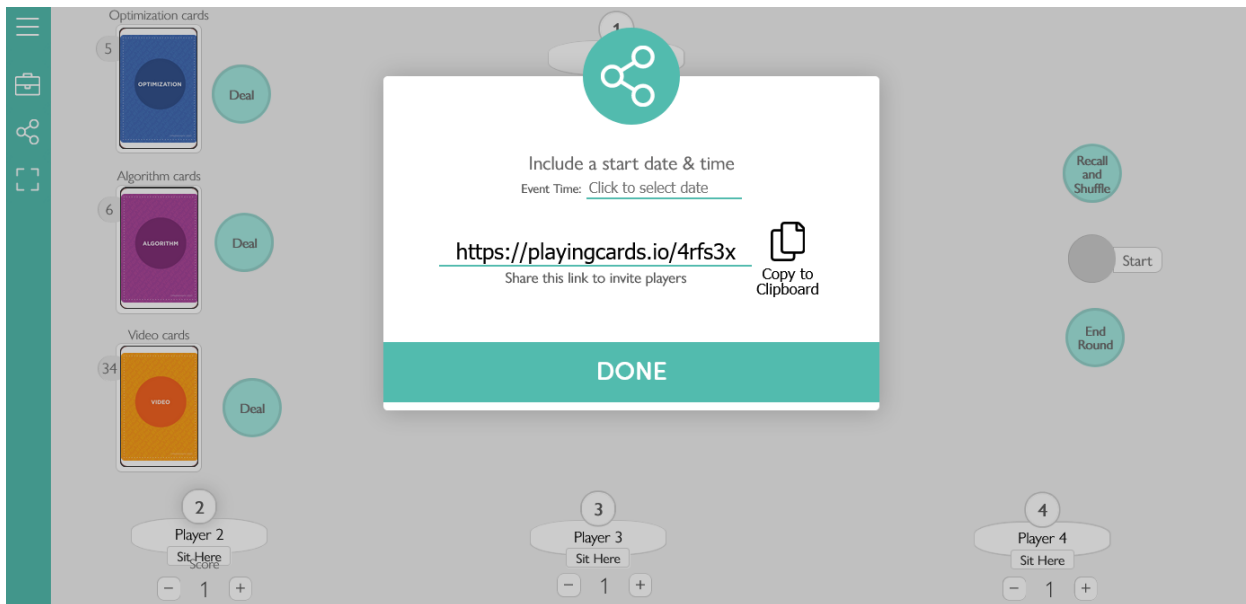 Optimization cards
5
OPTIMIZATION
Deal
Algorithm cards
6
ALGORITHM
Deal
Video cards
34
VIDEO
Deal
1
Include a start date & time
Event Time: Click to select date
https://playingcards.io/4rfs3x
Share this link to invite players
Copy to
Clipboard
DONE
Recall
and
Shuffle
Start
End
Round
2
Player 2
Sit Here
Score
− 1 +
3
Player 3
Sit Here
− 1 +
4
Player 4
Sit Here
− 1 +